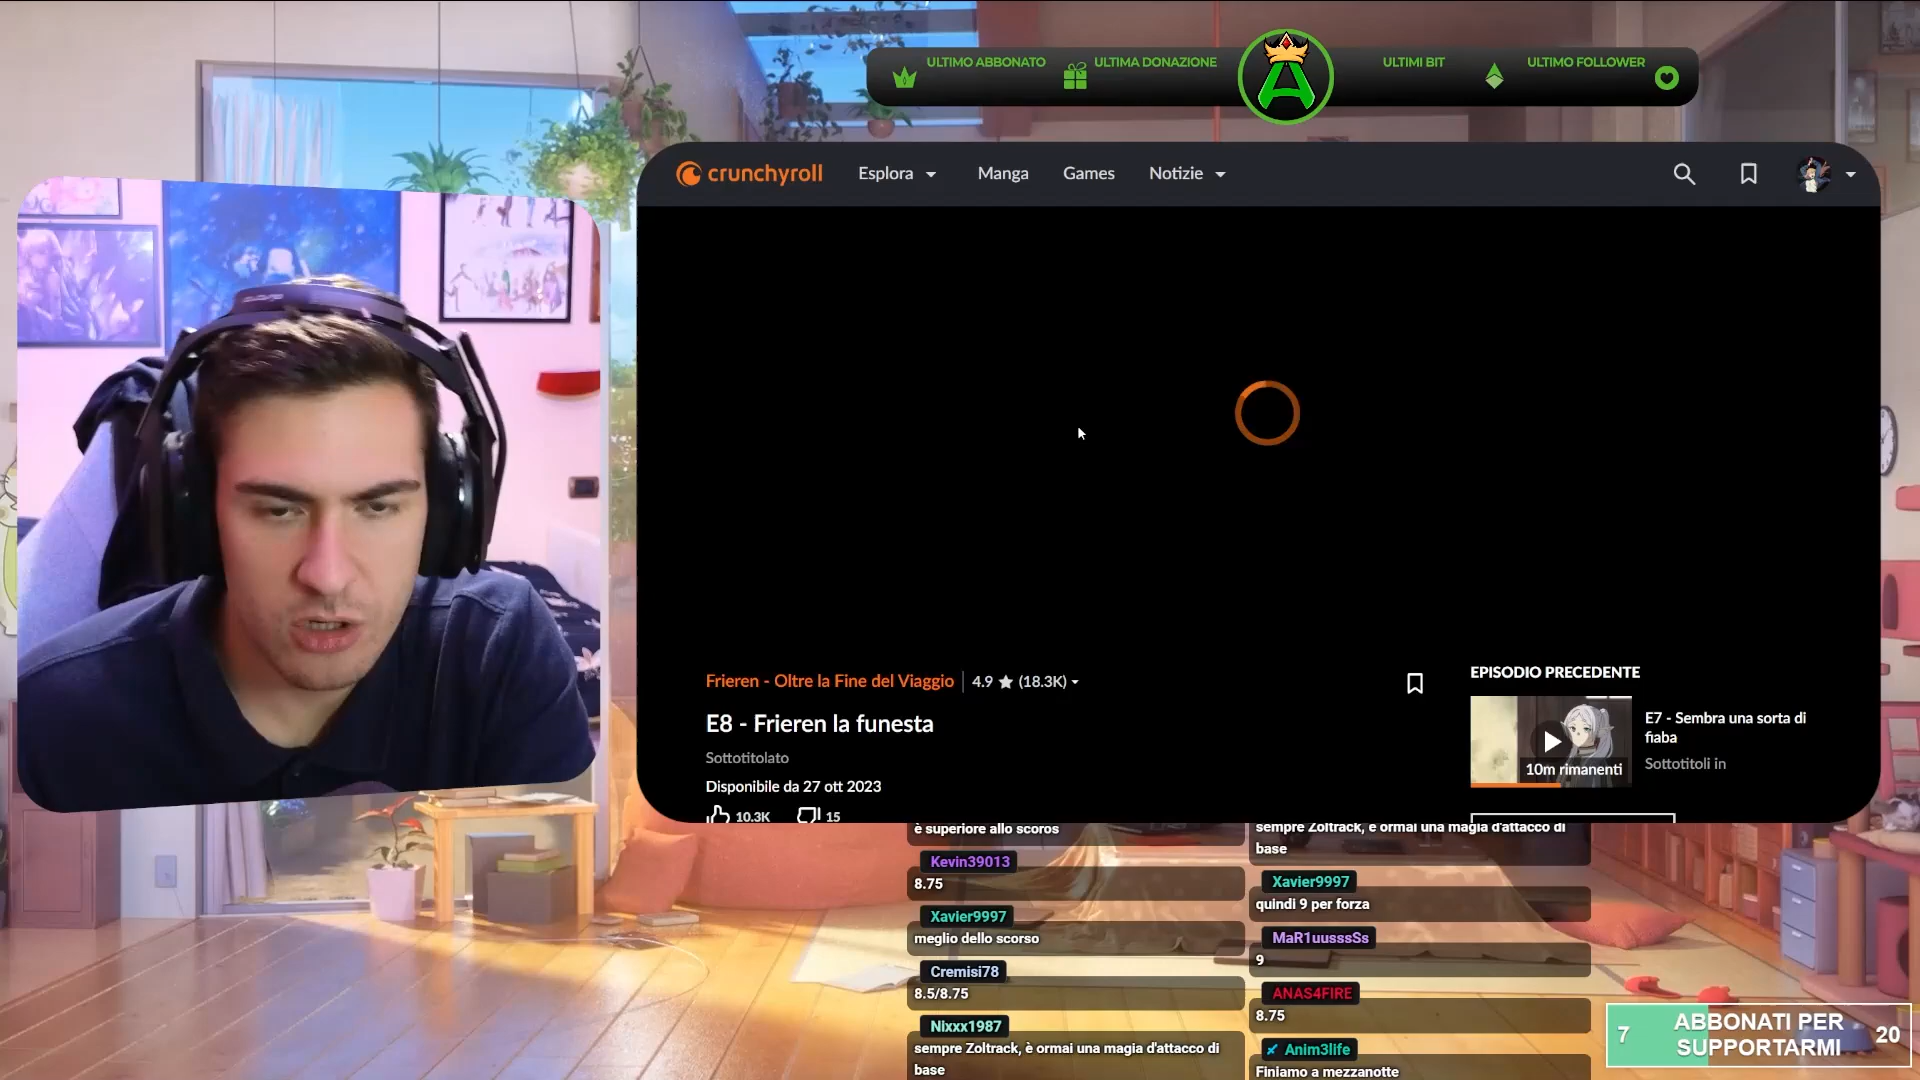 ULTIMO ABBONATO
ULTIMA DONAZIONE
A
ULTIMI BIT
ULTIMO FOLLOWER
crunchyroll
Esplora
Manga
Games
Notizie
Frieren - Oltre la Fine del Viaggio
4.9 ★ (18.3K)
E8 - Frieren la funesta
Sottotitolato
Disponibile da 27 ott 2023
10.3K
15
EPISODIO PRECEDENTE
10m rimanenti
E7 - Sembra una sorta di
fiaba
Sottotitoli in
è superiore allo scoros
Kevin39013
8.75
Xavier9997
meglio dello scorso
Cremisi78
8.5/8.75
Nixxx1987
sempre Zoltrack, è ormai una magia d'attacco di
base
sempre Zoltrack, è ormai una magia d'attacco di
base
Xavier9997
quindi 9 per forza
MaR1uusssSs
9
ANAS4FIRE
8.75
Anim3life
Finiamo a mezzanotte
7
ABBONATI PER
SUPPORTARMI
20